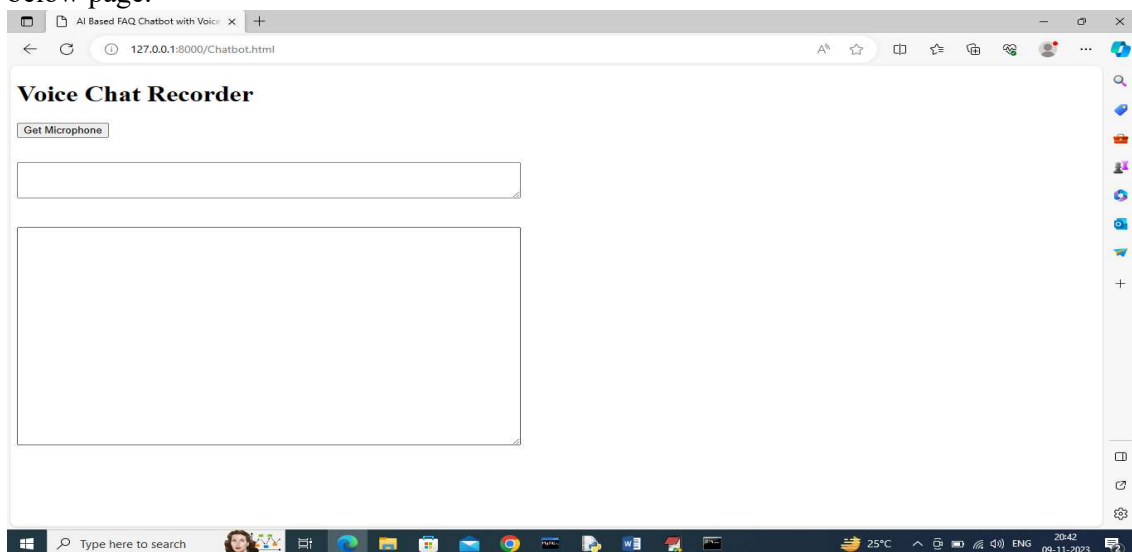 below page.
AI Based FAQ Chatbot with Voice
127.0.0.1:8000/Chatbot.html
Voice Chat Recorder
Get Microphone
Type here to search
25°C
ENG
20:42
09-11-2023